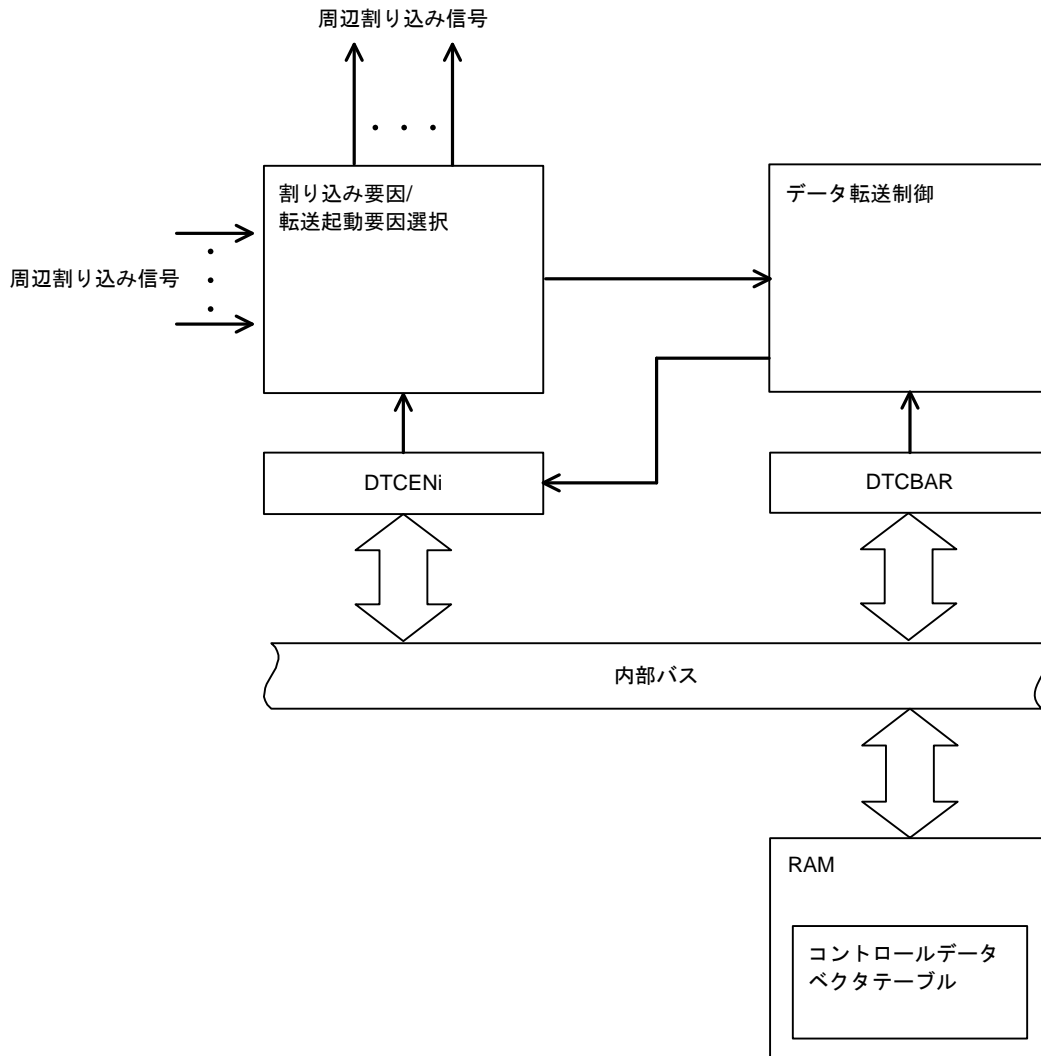 周辺割り込み信号
割り込み要因/
転送起動要因選択
データ転送制御
周辺割り込み信号
DTCENi
DTCBAR
内部バス
RAM
コントロールデータ
ベクタテーブル